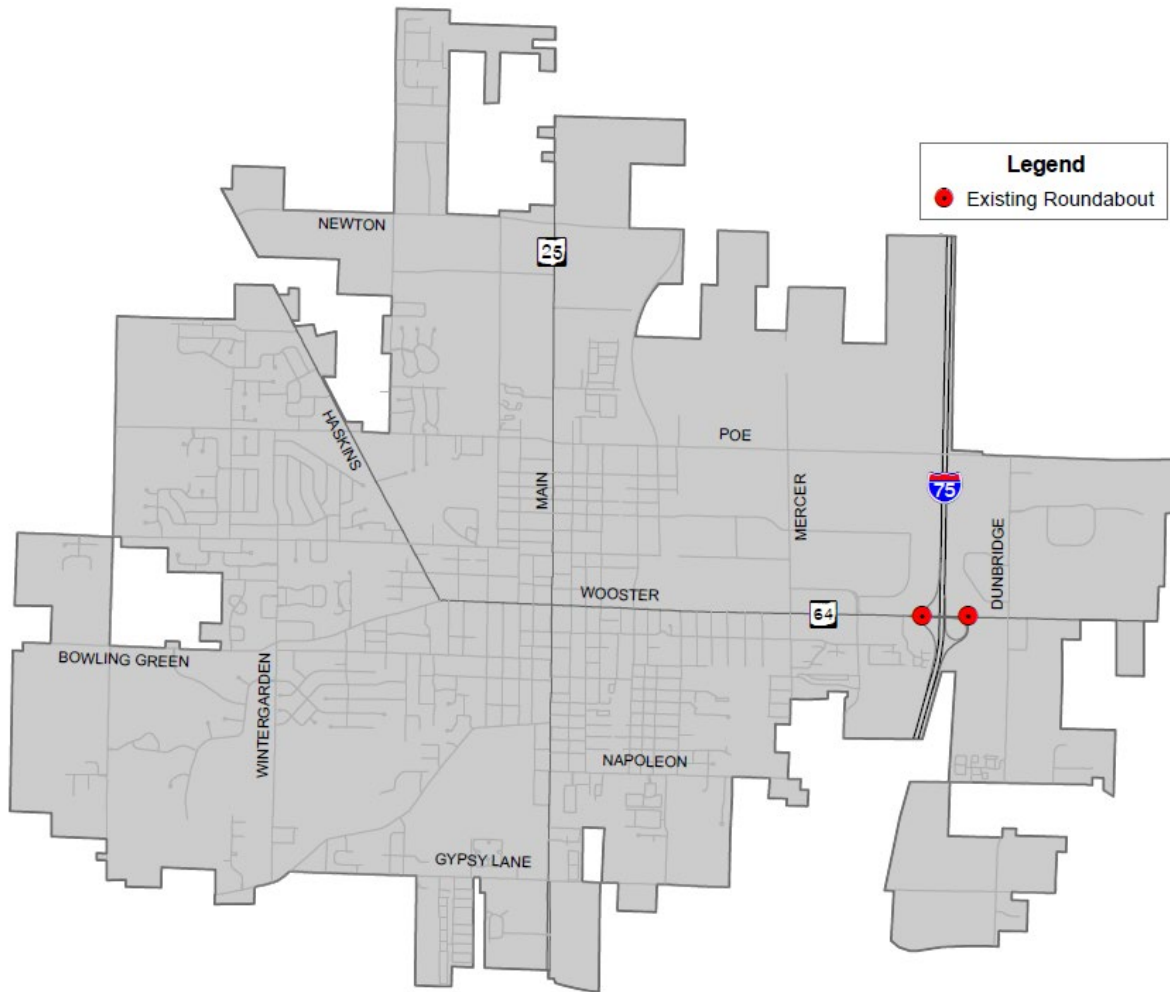 Legend
Existing Roundabout
NEWTON
25
HASKINS
POE
MAIN
MERCER
75
DUNBRIDGE
WOOSTER
64
BOWLING GREEN
WINTERGARDEN
NAPOLEON
GYPSY LANE